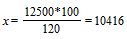 x = 12500*100 / 120 = 10416